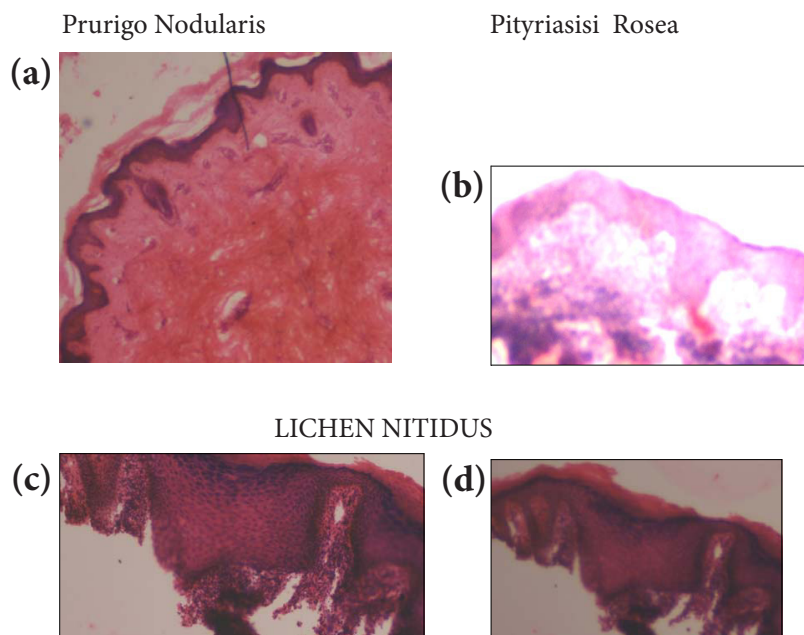 Prurigo Nodularis
Pityriasisi Rosea
(a)
(b)
LICHEN NITIDUS
(c)
(d)